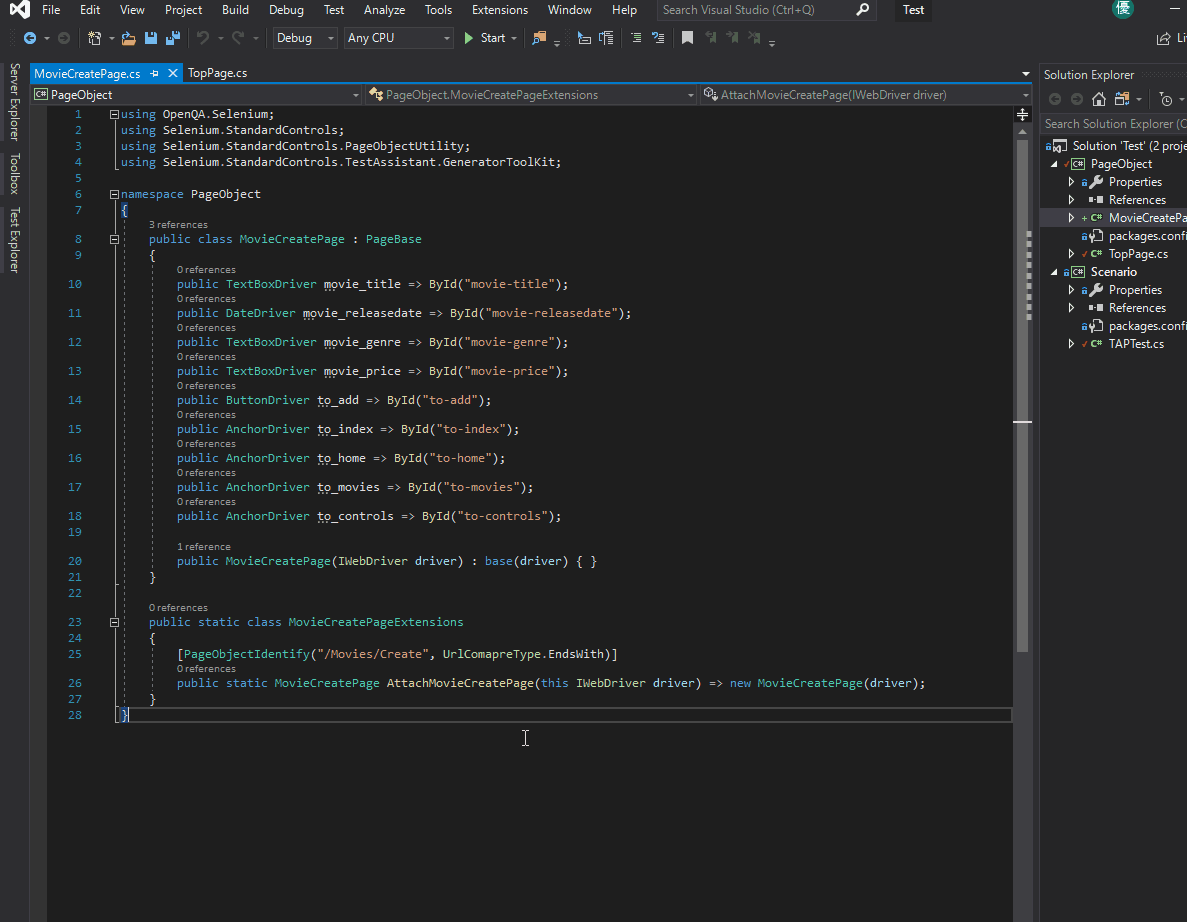 File Edit View Project Build Debug Test Analyze Tools Extensions Window Help Search Visual Studio (Ctrl+Q) Test 優
Debug Any CPU Start Li
Server Explorer
Toolbox
Test Explorer
MovieCreatePage.cs TopPage.cs
PageObject PageObject.MovieCreatePageExtensions AttachMovieCreatePage(IWebDriver driver)
1 using OpenQA.Selenium;
2 using Selenium.StandardControls;
3 using Selenium.StandardControls.PageObjectUtility;
4 using Selenium.StandardControls.TestAssistant.GeneratorToolKit;
5
6 namespace PageObject
7 {
3 references
8 public class MovieCreatePage : PageBase
9 {
0 references
10 public TextBoxDriver movie_title => ById("movie-title");
0 references
11 public DateDriver movie_releasedate => ById("movie-releasedate");
0 references
12 public TextBoxDriver movie_genre => ById("movie-genre");
0 references
13 public TextBoxDriver movie_price => ById("movie-price");
0 references
14 public ButtonDriver to_add => ById("to-add");
0 references
15 public AnchorDriver to_index => ById("to-index");
0 references
16 public AnchorDriver to_home => ById("to-home");
0 references
17 public AnchorDriver to_movies => ById("to-movies");
0 references
18 public AnchorDriver to_controls => ById("to-controls");
19
1 reference
20 public MovieCreatePage(IWebDriver driver) : base(driver) { }
21 }
22
0 references
23 public static class MovieCreatePageExtensions
24 {
25 [PageObjectIdentify("/Movies/Create", UrlComapreType.EndsWith)]
0 references
26 public static MovieCreatePage AttachMovieCreatePage(this IWebDriver driver) => new MovieCreatePage(driver);
27 }
28 }
Solution Explorer
Search Solution Explorer (C
Solution 'Test' (2 proje
C# PageObject
Properties
References
C# MovieCreatePa
packages.confi
C# TopPage.cs
C# Scenario
Properties
References
packages.confi
C# TAPTest.cs